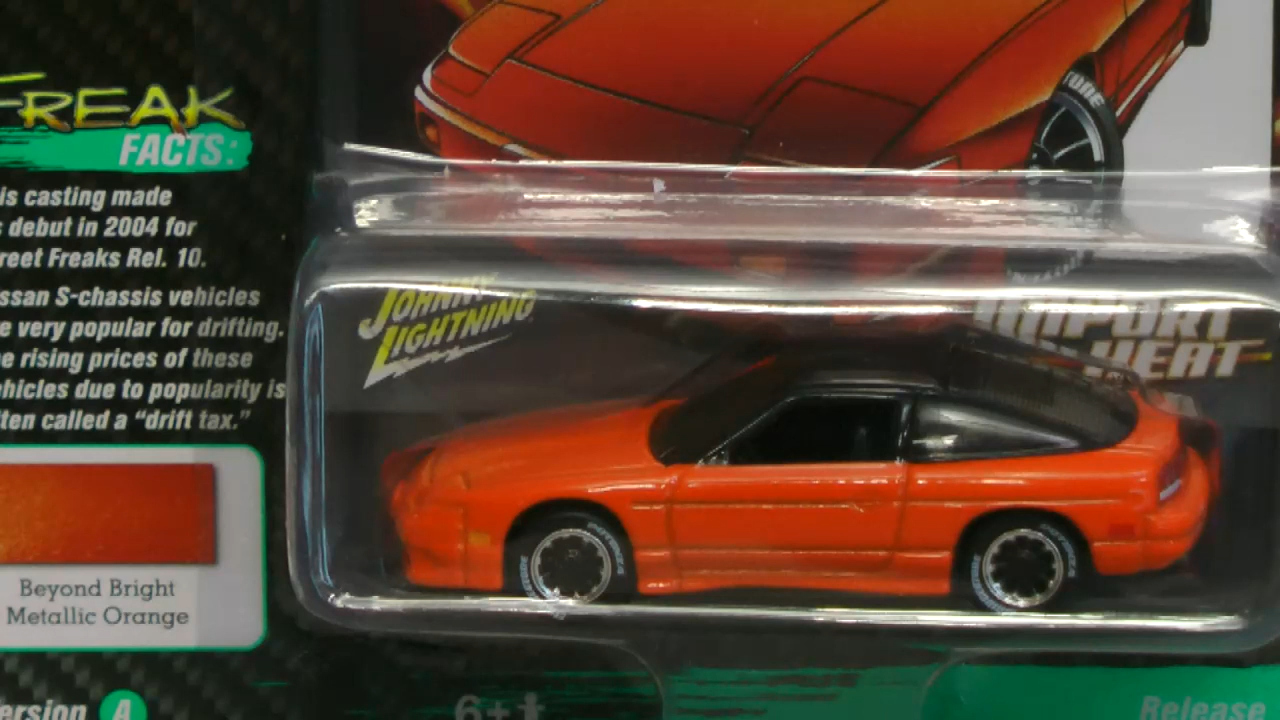 FREAK
FACTS:
is casting made
debut in 2004 for
reet Freaks Rel. 10.
ssan S-chassis vehicles
e very popular for drifting.
e rising prices of these
ehicles due to popularity is
ten called a “drift tax.”
Beyond Bright
Metallic Orange
ersion A
JOHNNY
LIGHTNING
IMPORT
HEAT
6+
Release